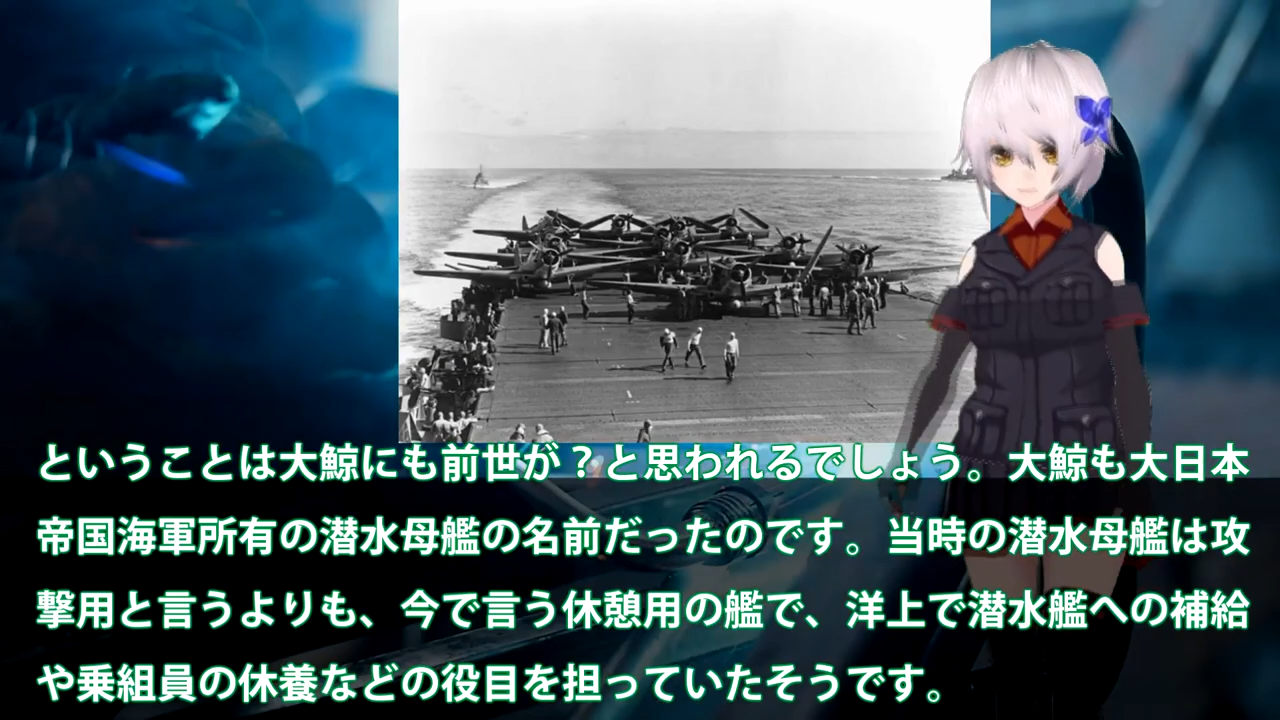 ということは大鯨にも前世が？と思われるでしょう。大鯨も大日本
帝国海軍所有の潜水母艦の名前だったのです。当時の潜水母艦は攻
撃用と言うよりも、今で言う休憩用の艦で、洋上で潜水艦への補給
や乗組員の休養などの役目を担っていたそうです。